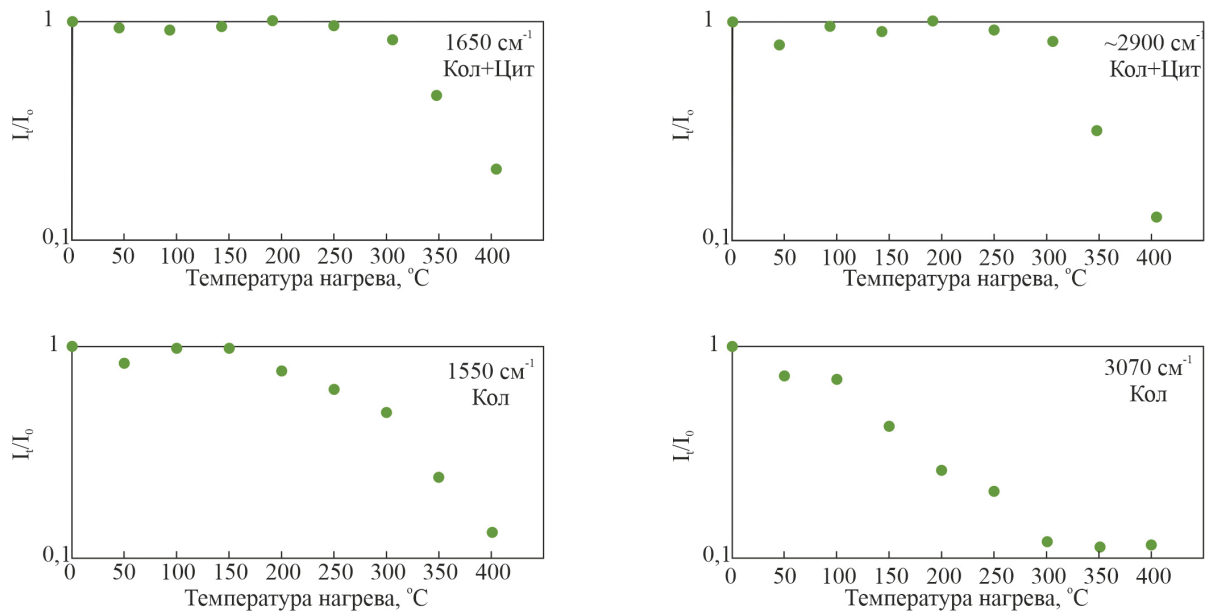 1
1650 см⁻¹
Кол+Цит
Iₜ/Iₒ
0,1
0 50 100 150 200 250 300 350 400
Температура нагрева, °C
1
~2900 см⁻¹
Кол+Цит
Iₜ/Iₒ
0,1
0 50 100 150 200 250 300 350 400
Температура нагрева, °C
1
1550 см⁻¹
Кол
Iₜ/I₀
0,1
0 50 100 150 200 250 300 350 400
Температура нагрева, °C
1
3070 см⁻¹
Кол
Iₜ/I₀
0,1
0 50 100 150 200 250 300 350 400
Температура нагрева, °C